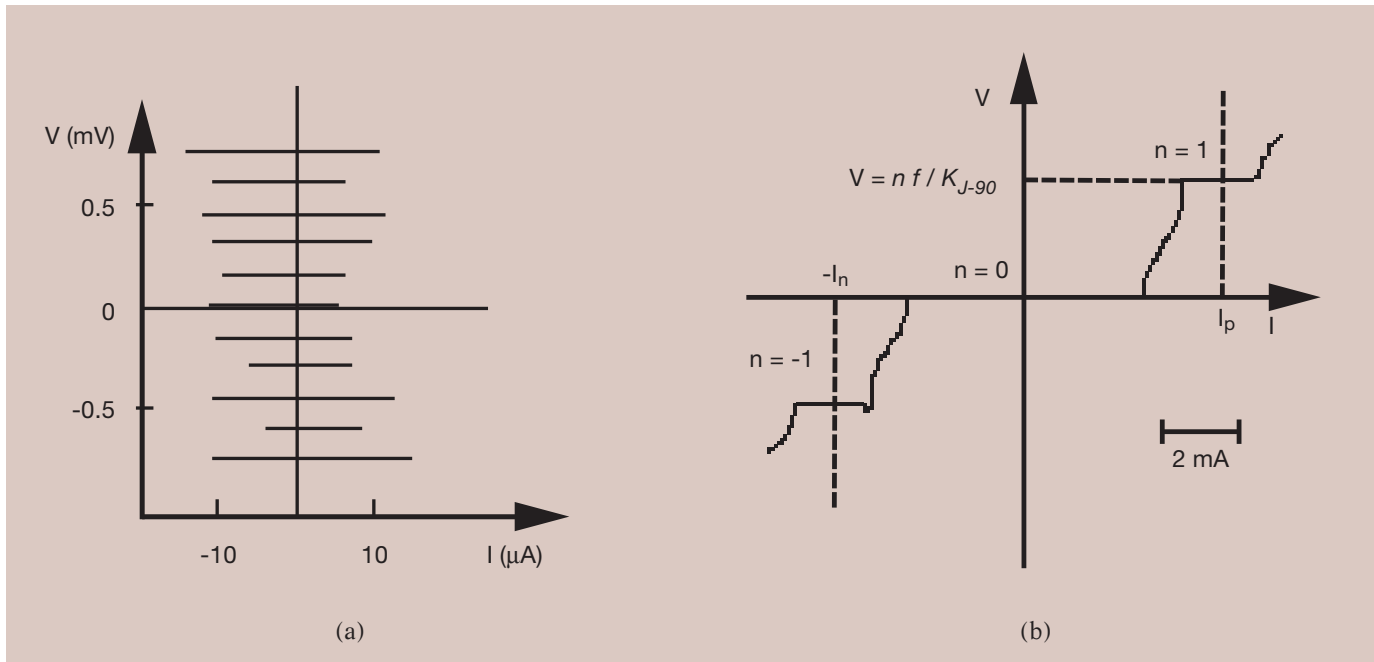 V (mV)
0.5
0
-0.5
-10
10
I (μA)
(a)
V
n = 1
V = n f / K_J-90
n = 0
-I_n
I_p
I
n = -1
2 mA
(b)